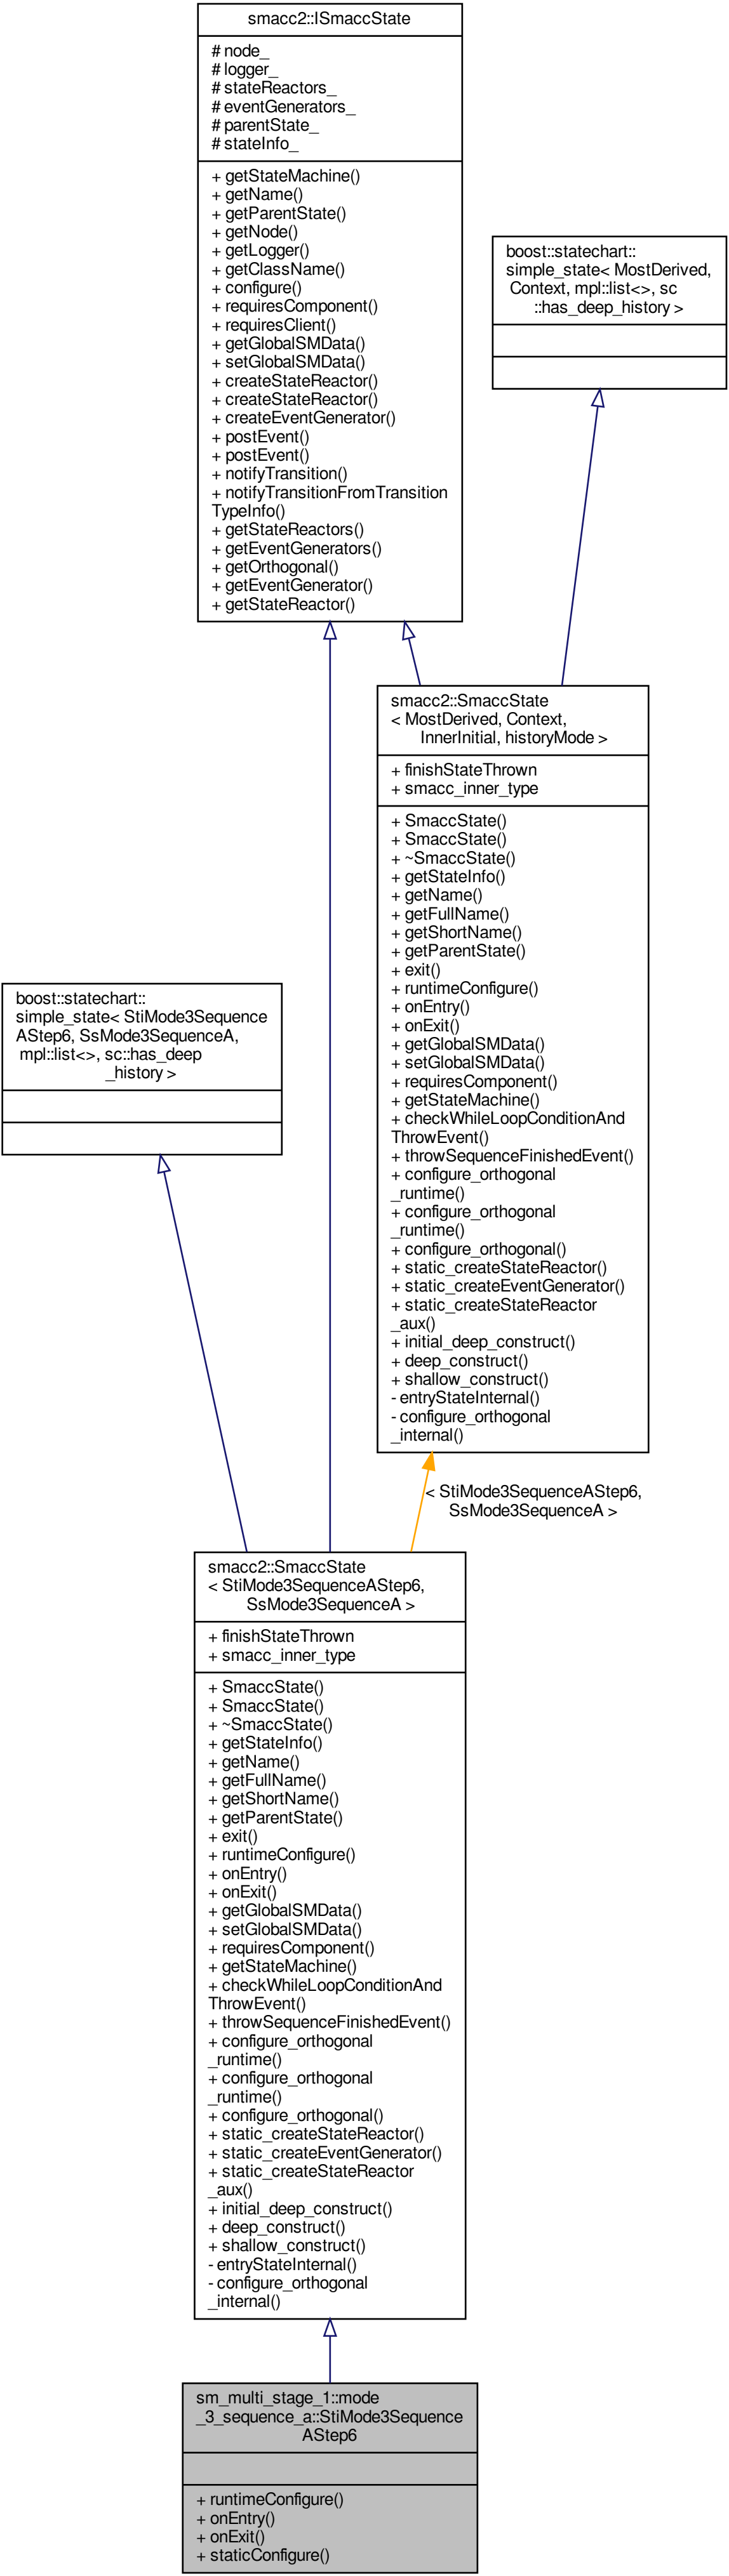 smacc2::ISmaccState
# node_
# logger_
# stateReactors_
# eventGenerators_
# parentState_
# stateInfo_
+ getStateMachine()
+ getName()
+ getParentState()
+ getNode()
+ getLogger()
+ getClassName()
+ configure()
+ requiresComponent()
+ requiresClient()
+ getGlobalSMData()
+ setGlobalSMData()
+ createStateReactor()
+ createStateReactor()
+ createEventGenerator()
+ postEvent()
+ postEvent()
+ notifyTransition()
+ notifyTransitionFromTransition
TypeInfo()
+ getStateReactors()
+ getEventGenerators()
+ getOrthogonal()
+ getEventGenerator()
+ getStateReactor()
boost::statechart::
simple_state< MostDerived,
Context, mpl::list<>, sc
::has_deep_history >
smacc2::SmaccState
< MostDerived, Context,
InnerInitial, historyMode >
+ finishStateThrown
+ smacc_inner_type
+ SmaccState()
+ SmaccState()
+ ~SmaccState()
+ getStateInfo()
+ getName()
+ getFullName()
+ getShortName()
+ getParentState()
+ exit()
+ runtimeConfigure()
+ onEntry()
+ onExit()
+ getGlobalSMData()
+ setGlobalSMData()
+ requiresComponent()
+ getStateMachine()
+ checkWhileLoopConditionAnd
ThrowEvent()
+ throwSequenceFinishedEvent()
+ configure_orthogonal
_runtime()
+ configure_orthogonal
_runtime()
+ configure_orthogonal()
+ static_createStateReactor()
+ static_createEventGenerator()
+ static_createStateReactor
_aux()
+ initial_deep_construct()
+ deep_construct()
+ shallow_construct()
- entryStateInternal()
- configure_orthogonal
_internal()
boost::statechart::
simple_state< StiMode3Sequence
AStep6, SsMode3SequenceA,
mpl::list<>, sc::has_deep
_history >
< StiMode3SequenceAStep6,
SsMode3SequenceA >
smacc2::SmaccState
< StiMode3SequenceAStep6,
SsMode3SequenceA >
+ finishStateThrown
+ smacc_inner_type
+ SmaccState()
+ SmaccState()
+ ~SmaccState()
+ getStateInfo()
+ getName()
+ getFullName()
+ getShortName()
+ getParentState()
+ exit()
+ runtimeConfigure()
+ onEntry()
+ onExit()
+ getGlobalSMData()
+ setGlobalSMData()
+ requiresComponent()
+ getStateMachine()
+ checkWhileLoopConditionAnd
ThrowEvent()
+ throwSequenceFinishedEvent()
+ configure_orthogonal
_runtime()
+ configure_orthogonal
_runtime()
+ configure_orthogonal()
+ static_createStateReactor()
+ static_createEventGenerator()
+ static_createStateReactor
_aux()
+ initial_deep_construct()
+ deep_construct()
+ shallow_construct()
- entryStateInternal()
- configure_orthogonal
_internal()
sm_multi_stage_1::mode
_3_sequence_a::StiMode3Sequence
AStep6
+ runtimeConfigure()
+ onEntry()
+ onExit()
+ staticConfigure()